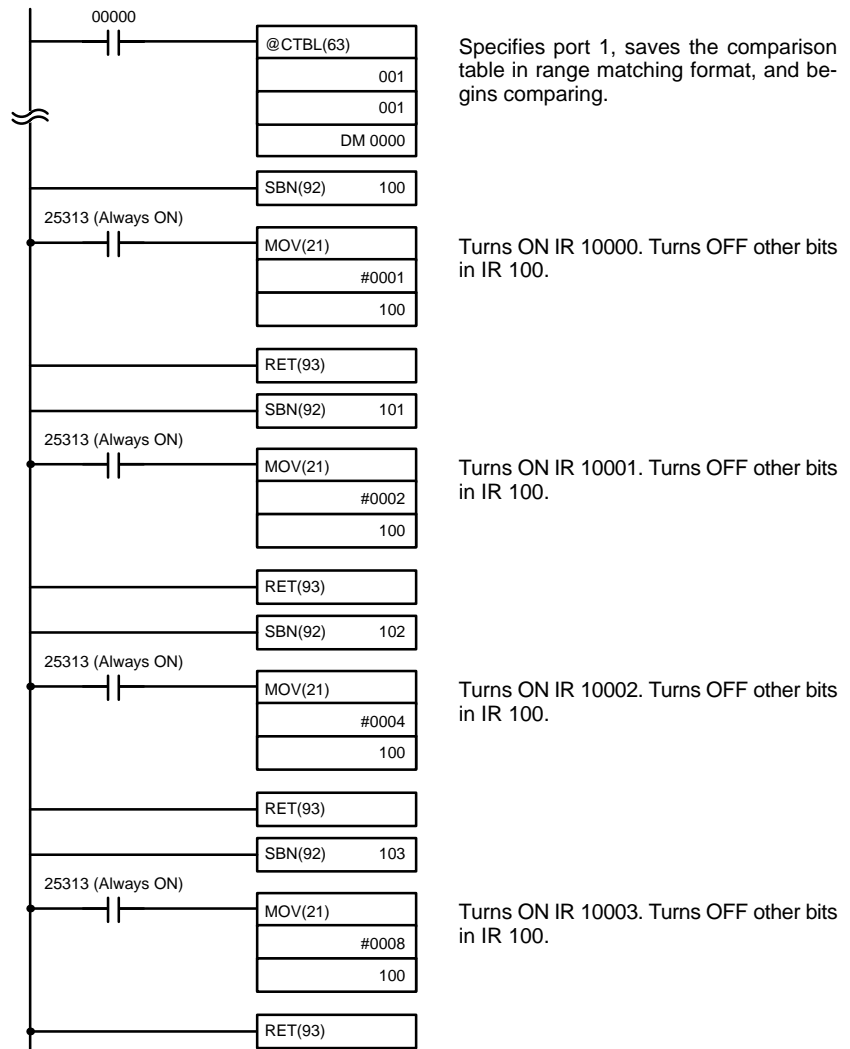 00000
@CTBL(63)
001
001
DM 0000
Specifies port 1, saves the comparison
table in range matching format, and be-
gins comparing.
SBN(92) 100
25313 (Always ON)
MOV(21)
#0001
100
Turns ON IR 10000. Turns OFF other bits
in IR 100.
RET(93)
SBN(92) 101
25313 (Always ON)
MOV(21)
#0002
100
Turns ON IR 10001. Turns OFF other bits
in IR 100.
RET(93)
SBN(92) 102
25313 (Always ON)
MOV(21)
#0004
100
Turns ON IR 10002. Turns OFF other bits
in IR 100.
RET(93)
SBN(92) 103
25313 (Always ON)
MOV(21)
#0008
100
Turns ON IR 10003. Turns OFF other bits
in IR 100.
RET(93)